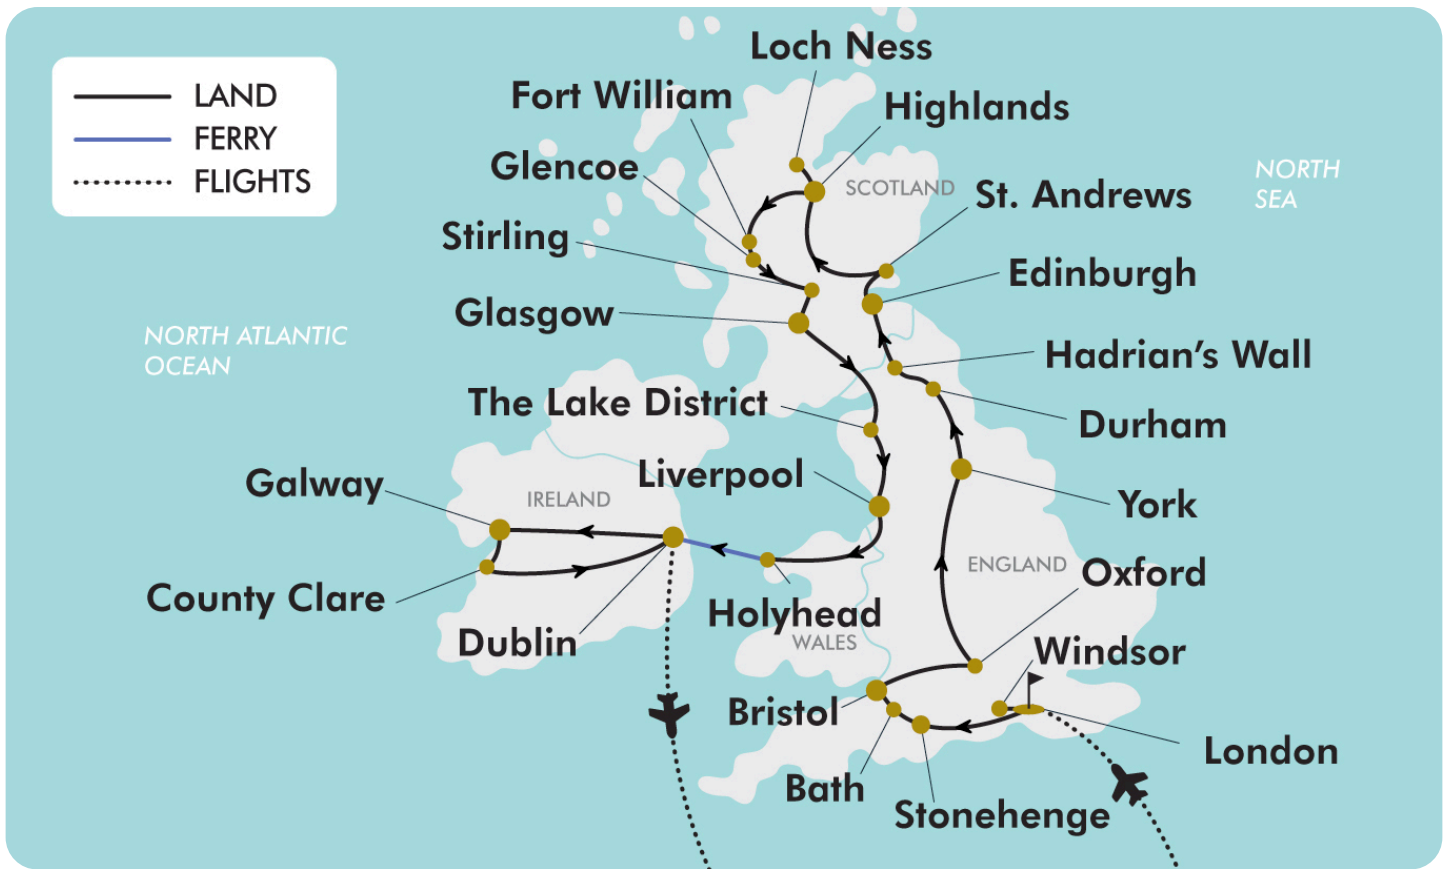 LAND
FERRY
FLIGHTS
Loch Ness
Fort William
Highlands
Glencoe
SCOTLAND
St. Andrews
NORTH
SEA
Stirling
Edinburgh
Glasgow
NORTH ATLANTIC
OCEAN
Hadrian's Wall
The Lake District
Durham
Liverpool
Galway
IRELAND
York
ENGLAND
Oxford
County Clare
Holyhead
Dublin
WALES
Windsor
Bristol
London
Bath
Stonehenge